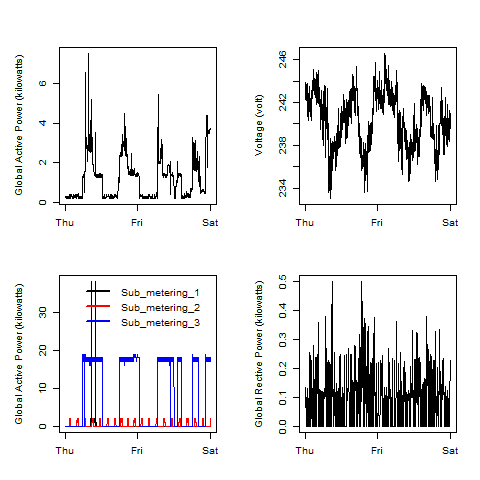 Global Active Power (kilowatts)
0 2 4 6
Thu Fri Sat
Voltage (volt)
234 238 242 246
Thu Fri Sat
Global Active Power (kilowatts)
0 10 20 30
Sub_metering_1
Sub_metering_2
Sub_metering_3
Thu Fri Sat
Global Rective Power (kilowatts)
0.0 0.1 0.2 0.3 0.4 0.5
Thu Fri Sat